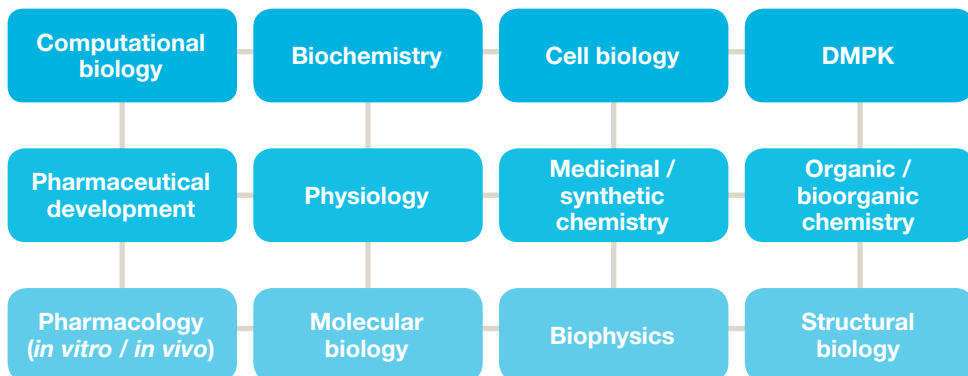 Computational
biology
Biochemistry
Cell biology
DMPK
Pharmaceutical
development
Physiology
Medicinal /
synthetic
chemistry
Organic /
bioorganic
chemistry
Pharmacology
(in vitro / in vivo)
Molecular
biology
Biophysics
Structural
biology